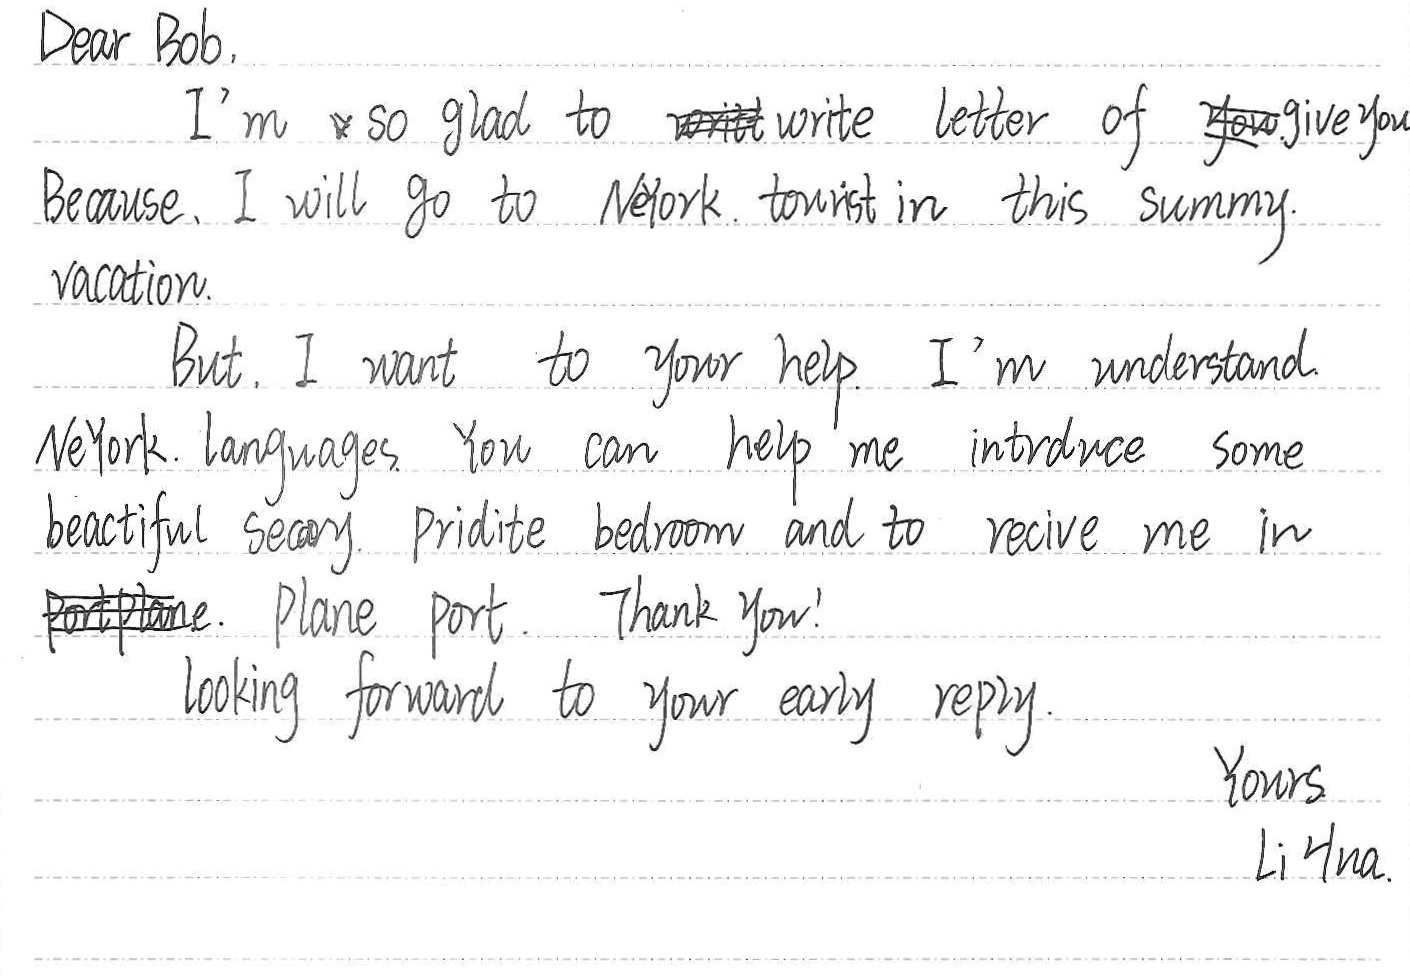 Dear Bob,
I'm so glad to write letter of give you
Because, I will go to NeYork. tourist in this summy.
vacation.
But, I want to your help. I'm understand.
NeYork. languages. You can help me intrduce some
beactiful secary. Pridite bedroom and to recive me in
Plane port. Thank You!
looking forward to your early reply.
Yours
Li Hua.